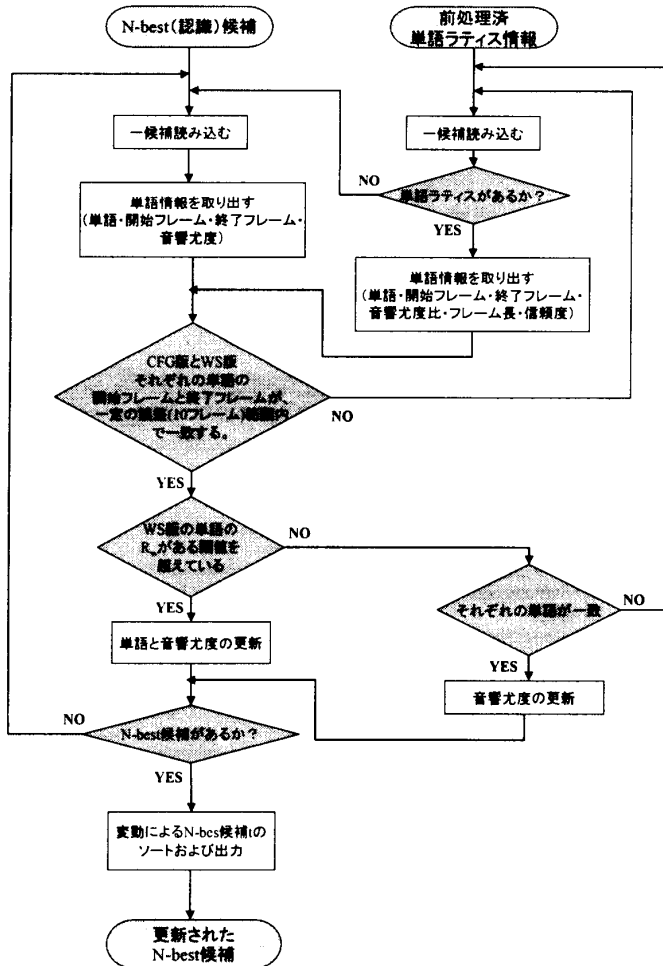 N-best(認識)候補
前処理済
単語ラティス情報
一候補読み込む
一候補読み込む
NO
単語ラティスがあるか?
YES
単語情報を取り出す
(単語・開始フレーム・終了フレーム・
音響尤度)
単語情報を取り出す
(単語・開始フレーム・終了フレーム・
音響尤度比・フレーム長・信頼度)
CFG版とWS版
それぞれの単語の
開始フレームと終了フレームが、
一定の誤差(10フレーム)範囲内
で一致する。
NO
YES
WS版の単語の
Rwがある閾値を
超えている
NO
YES
それぞれの単語が一致
NO
YES
単語と音響尤度の更新
音響尤度の更新
NO
N-best候補があるか?
YES
変動によるN-bes候補tの
ソートおよび出力
更新された
N-best候補